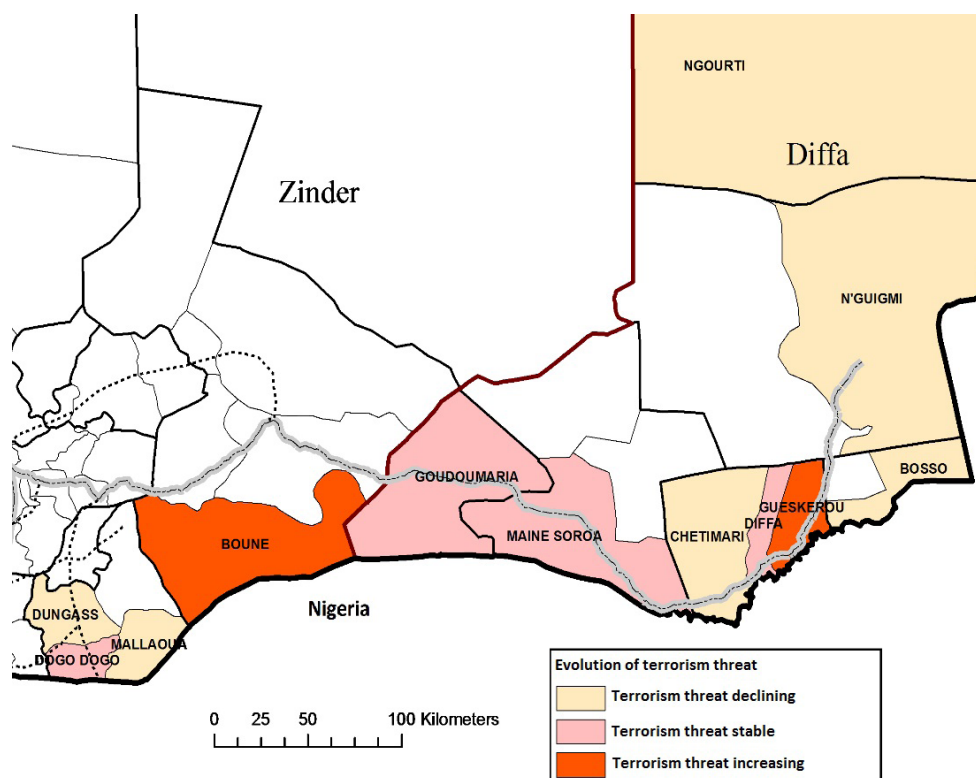 NGOURTI
Diffa
Zinder
N'GUIGMI
GOUDOUMARIA
BOSSO
GUESKEROU
DIFFA
MAINE SOROA
CHETIMARI
BOUNE
Nigeria
DUNGASS
MALLAOUA
DOGO DOGO
Evolution of terrorism threat
Terrorism threat declining
Terrorism threat stable
Terrorism threat increasing
0 25 50 100 Kilometers